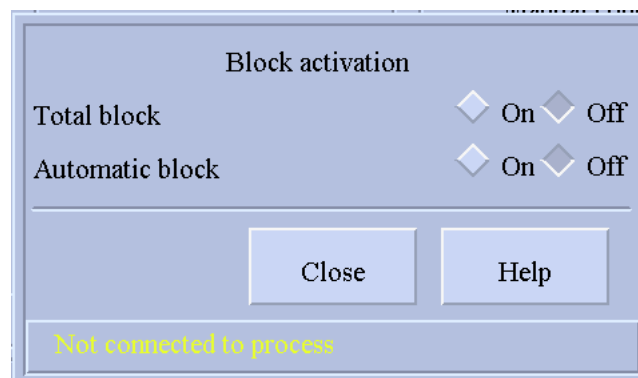 Block activation
Total block On Off
Automatic block On Off
Close Help
Not connected to process